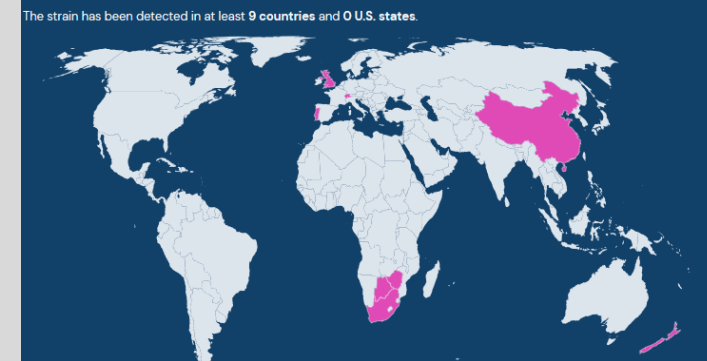 The strain has been detected in at least 9 countries and 0 U.S. states.